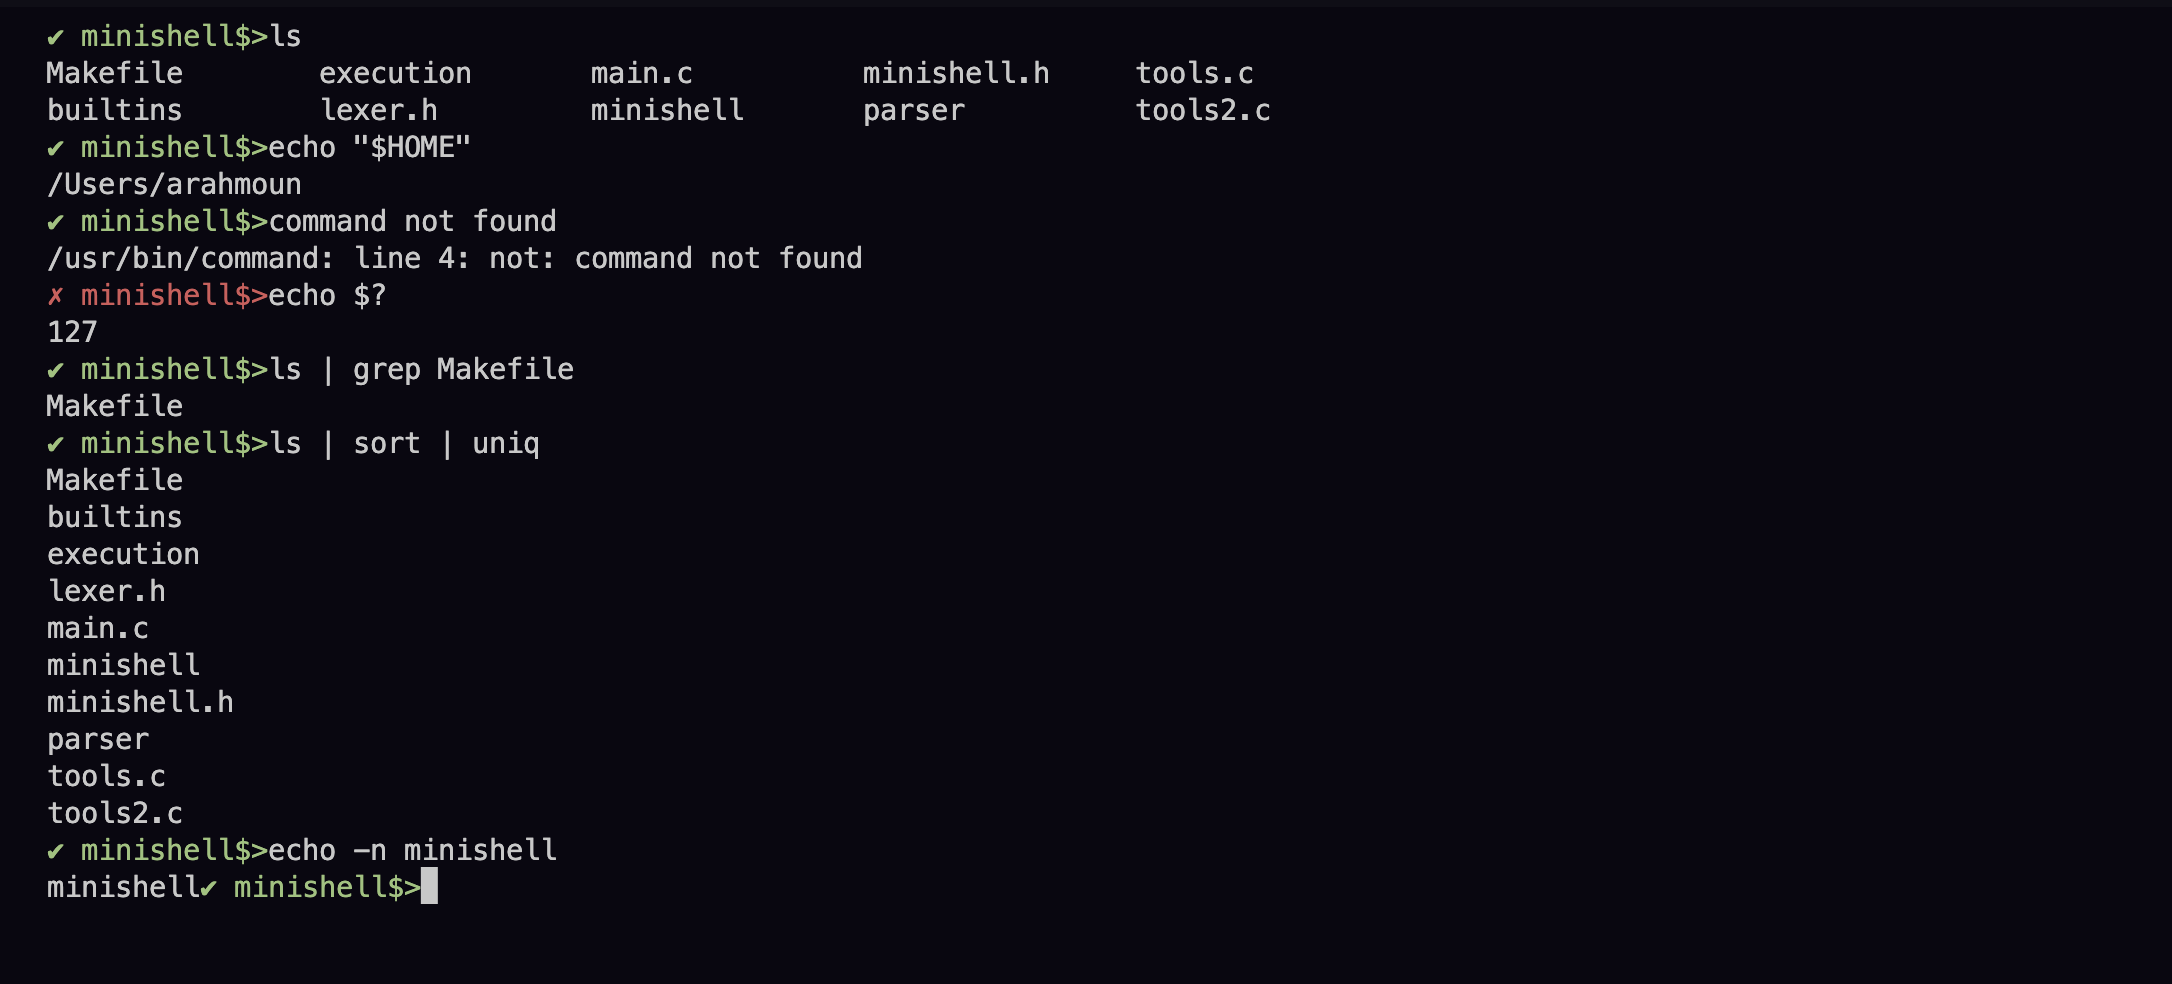 ✔ minishell$>ls
Makefile        execution       main.c          minishell.h     tools.c
builtins        lexer.h         minishell       parser          tools2.c
✔ minishell$>echo "$HOME"
/Users/arahmoun
✔ minishell$>command not found
/usr/bin/command: line 4: not: command not found
✗ minishell$>echo $?
127
✔ minishell$>ls | grep Makefile
Makefile
✔ minishell$>ls | sort | uniq
Makefile
builtins
execution
lexer.h
main.c
minishell
minishell.h
parser
tools.c
tools2.c
✔ minishell$>echo -n minishell
minishell✔ minishell$>